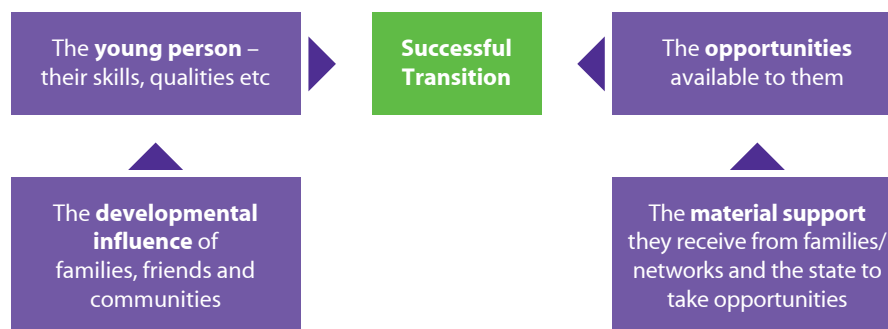 The young person –
their skills, qualities etc
Successful
Transition
The opportunities
available to them
The developmental
influence of
families, friends and
communities
The material support
they receive from families/
networks and the state to
take opportunities